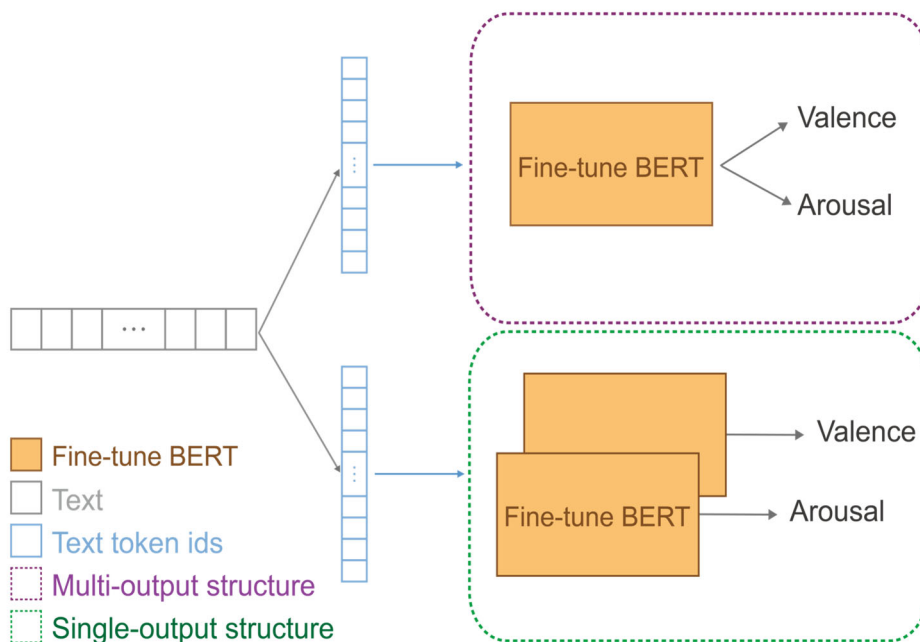 Fine-tune BERT
Valence
Arousal
...
...
...
Fine-tune BERT
Valence
Arousal
Fine-tune BERT
Text
Text token ids
Multi-output structure
Single-output structure